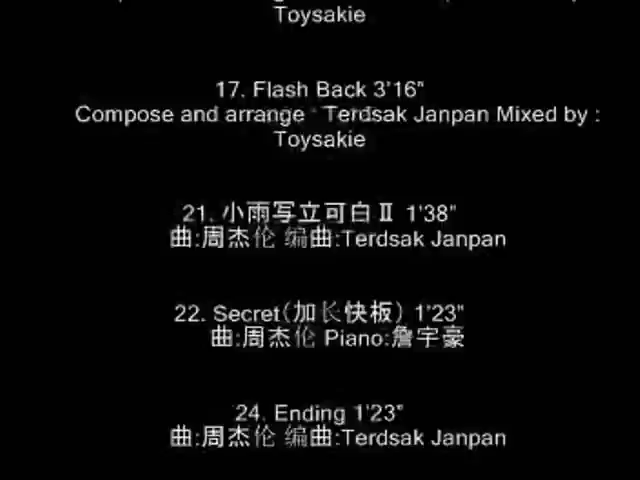 Toysakie
17. Flash Back 3'16"
Compose and arrange : Terdsak Janpan Mixed by :
Toysakie
21. 小雨写立可白Ⅱ 1'38"
曲:周杰伦 编曲:Terdsak Janpan
22. Secret(加长快板) 1'23"
曲:周杰伦 Piano:詹宇豪
24. Ending 1'23"
曲:周杰伦 编曲:Terdsak Janpan